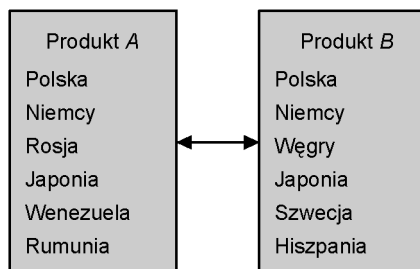 Produkt A
Polska
Niemcy
Rosja
Japonia
Wenezuela
Rumunia
Produkt B
Polska
Niemcy
Węgry
Japonia
Szwecja
Hiszpania